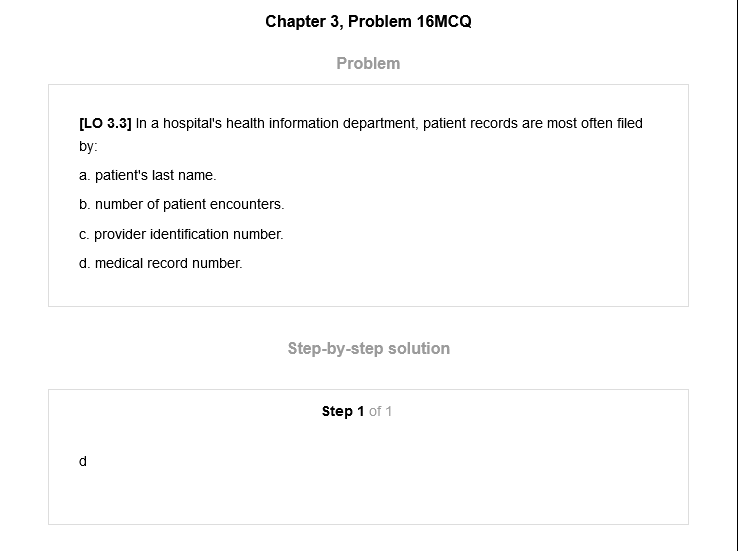 Chapter 3, Problem 16MCQ
Problem
[LO 3.3] In a hospital's health information department, patient records are most often filed
by:
a. patient's last name.
b. number of patient encounters.
c. provider identification number.
d. medical record number.
Step-by-step solution
Step 1 of 1
d